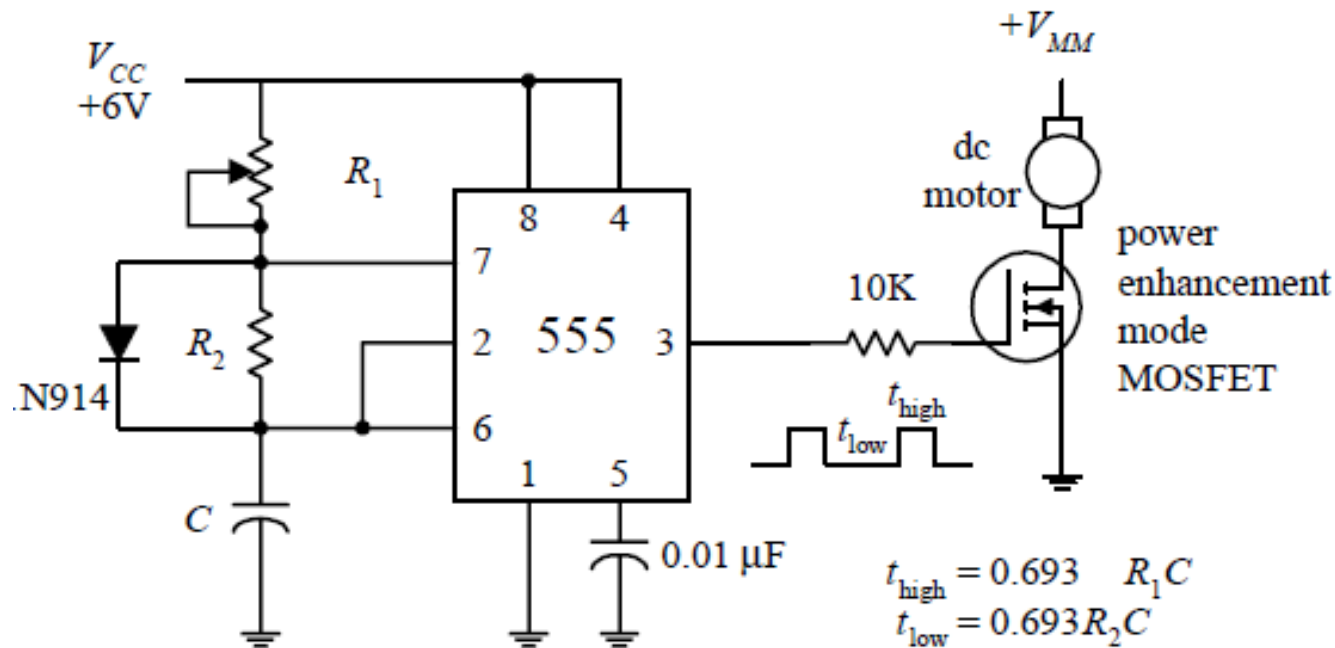 V_CC
+6V
R_1
R_2
.N914
C
8
4
7
2
6
555
3
1
5
0.01 μF
10K
t_high
t_low
+V_MM
dc
motor
power
enhancement
mode
MOSFET
t_high = 0.693 R_1C
t_low = 0.693R_2C